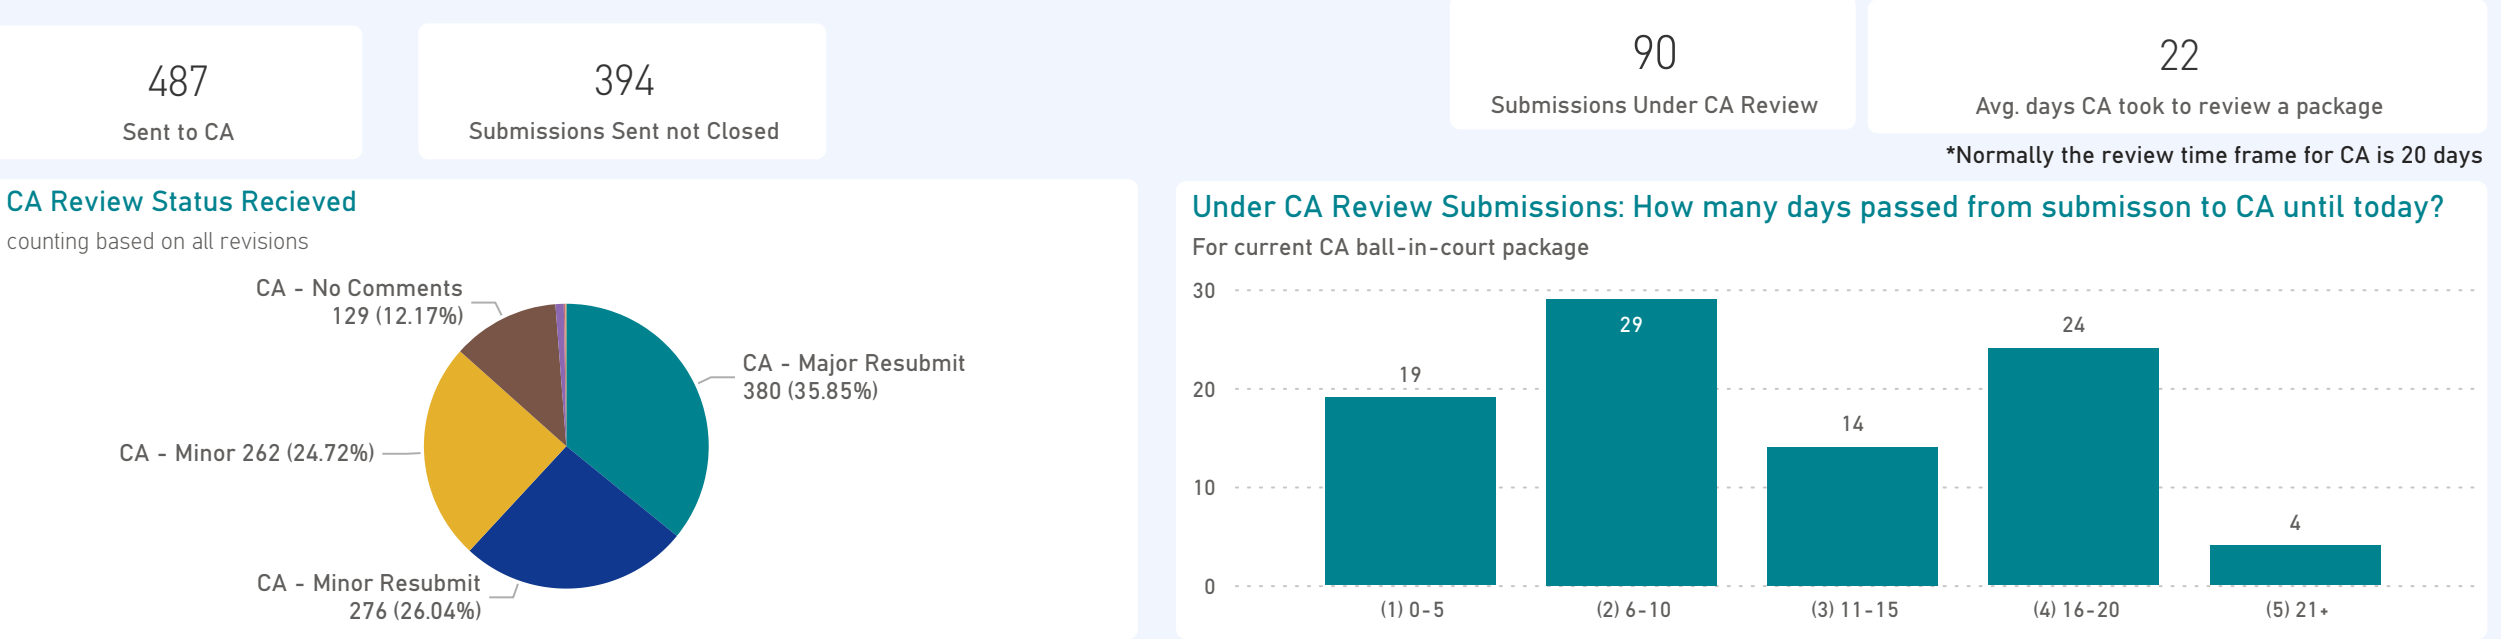 487
Sent to CA
394
Submissions Sent not Closed
90
Submissions Under CA Review
22
Avg. days CA took to review a package
*Normally the review time frame for CA is 20 days
CA Review Status Recieved
counting based on all revisions
CA - No Comments
129 (12.17%)
CA - Major Resubmit
380 (35.85%)
CA - Minor 262 (24.72%)
CA - Minor Resubmit
276 (26.04%)
Under CA Review Submissions: How many days passed from submisson to CA until today?
For current CA ball-in-court package
30
20
10
0
19
29
14
24
4
(1) 0-5
(2) 6-10
(3) 11-15
(4) 16-20
(5) 21+